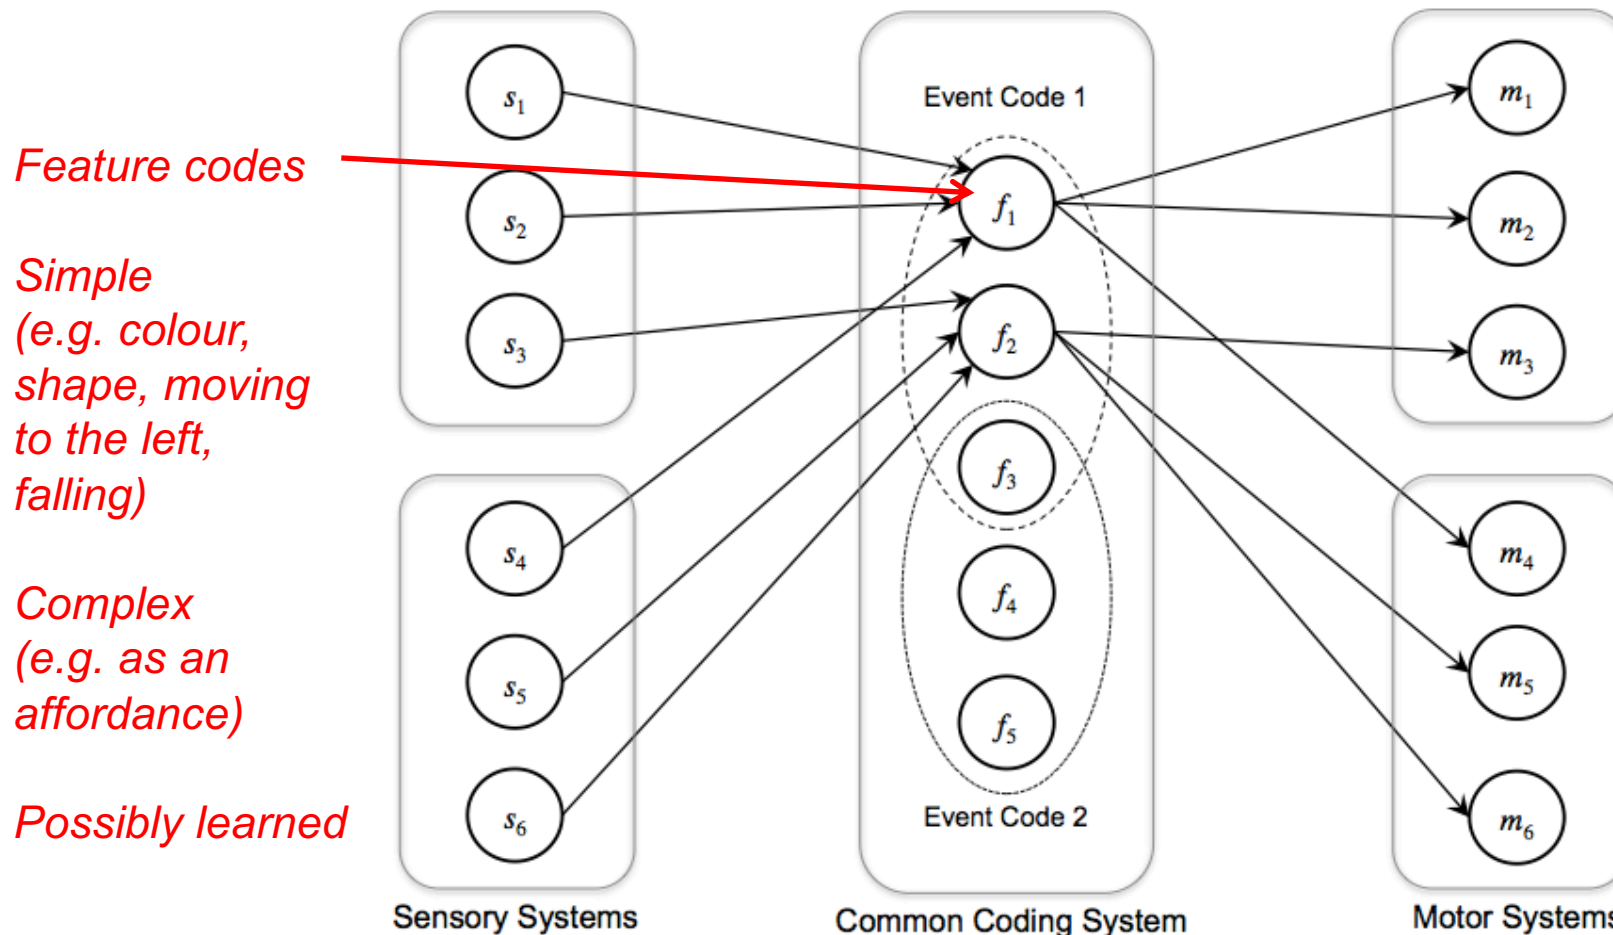 Feature codes
Simple
(e.g. colour,
shape, moving
to the left,
falling)
Complex
(e.g. as an
affordance)
Possibly learned
s1
s2
s3
s4
s5
s6
Sensory Systems
Event Code 1
f1
f2
f3
f4
f5
Event Code 2
Common Coding System
m1
m2
m3
m4
m5
m6
Motor Systems